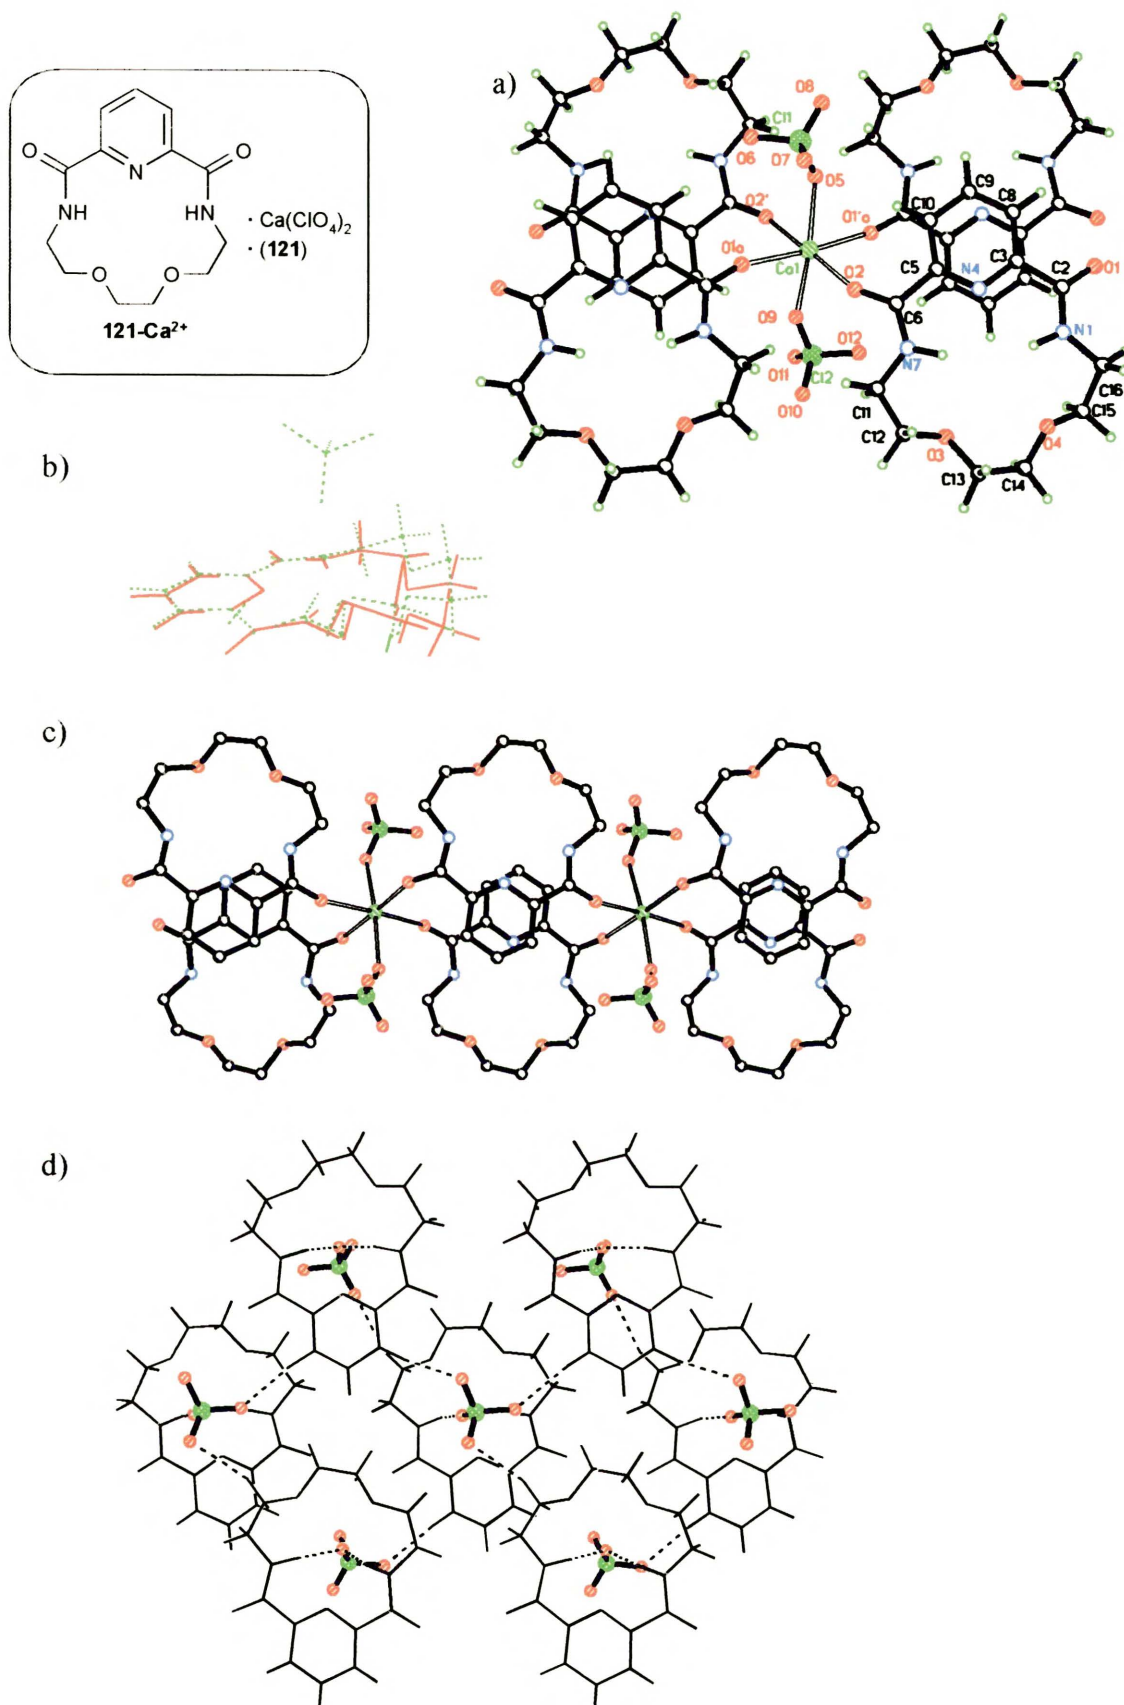 a)
O
O
N
NH
HN
· Ca(ClO₄)₂
· (121)
O
O
121-Ca²⁺
Cl1
O8
O6
O7
O5
O2'
O1a
Ca1
O1'a
O2
C10
C9
C8
C5
N4
C3
C2
O1
C6
O9
O12
O11
Cl2
O10
N7
N1
C11
C16
C15
C12
O3
O4
C13
C14
b)
c)
d)